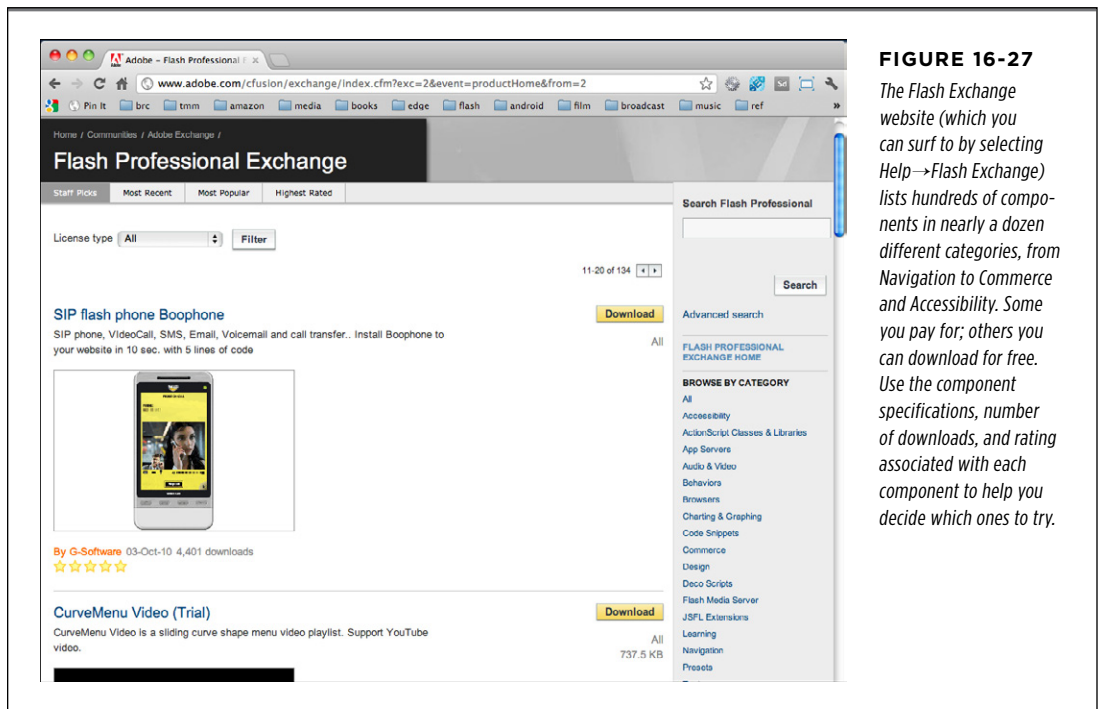 Adobe – Flash Professional E
www.adobe.com/cfusion/exchange/index.cfm?exc=2&event=productHome&from=2
Pin It brc tmm amazon media books edge flash android film broadcast music ref »
Home / Communities / Adobe Exchange /
Flash Professional Exchange
Staff Picks Most Recent Most Popular Highest Rated
License type All Filter
11-20 of 134
SIP flash phone Boophone
Download
SIP phone, VideoCall, SMS, Email, Voicemail and call transfer.. Install Boophone to
your website in 10 sec. with 5 lines of code
All
By G-Software 03-Oct-10 4,401 downloads
CurveMenu Video (Trial)
Download
CurveMenu Video is a sliding curve shape menu video playlist. Support YouTube
video.
All
737.5 KB
Search Flash Professional
Search
Advanced search
FLASH PROFESSIONAL
EXCHANGE HOME
BROWSE BY CATEGORY
All
Accessibility
ActionScript Classes & Libraries
App Servers
Audio & Video
Behaviors
Browsers
Charting & Graphing
Code Snippets
Commerce
Design
Deco Scripts
Flash Media Server
JSFL Extensions
Learning
Navigation
Presets
FIGURE 16-27
The Flash Exchange
website (which you
can surf to by selecting
Help→Flash Exchange)
lists hundreds of compo-
nents in nearly a dozen
different categories, from
Navigation to Commerce
and Accessibility. Some
you pay for; others you
can download for free.
Use the component
specifications, number
of downloads, and rating
associated with each
component to help you
decide which ones to try.